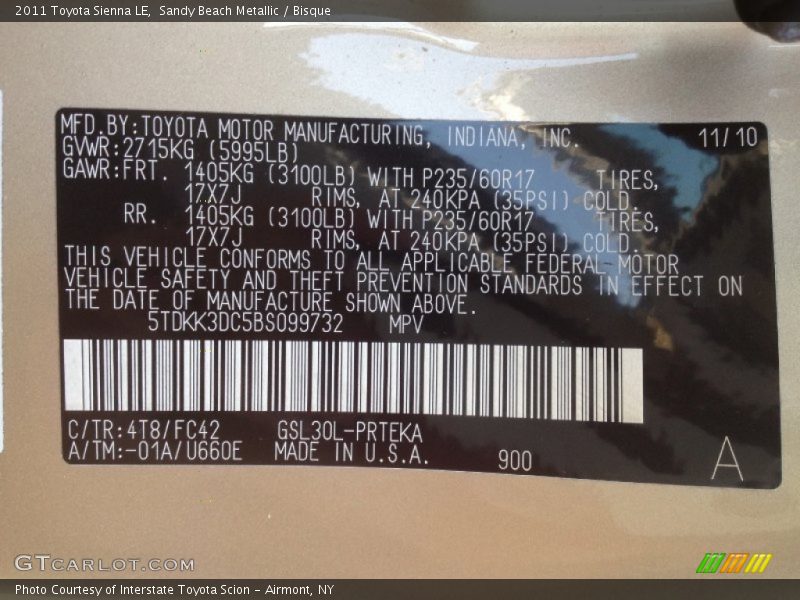 2011 Toyota Sienna LE, Sandy Beach Metallic / Bisque
MFD.BY:TOYOTA MOTOR MANUFACTURING, INDIANA, INC. 11/10
GVWR:2715KG (5995LB)
GAWR:FRT. 1405KG (3100LB) WITH P235/60R17 TIRES,
17X7J RIMS, AT 240KPA (35PSI) COLD.
RR. 1405KG (3100LB) WITH P235/60R17 TIRES,
17X7J RIMS, AT 240KPA (35PSI) COLD.
THIS VEHICLE CONFORMS TO ALL APPLICABLE FEDERAL MOTOR
VEHICLE SAFETY AND THEFT PREVENTION STANDARDS IN EFFECT ON
THE DATE OF MANUFACTURE SHOWN ABOVE.
5TDKK3DC5BS099732 MPV
C/TR:4T8/FC42 GSL30L-PRTEKA
A/TM:-01A/U660E MADE IN U.S.A. 900 A
GTCARLOT.COM
Photo Courtesy of Interstate Toyota Scion - Airmont, NY